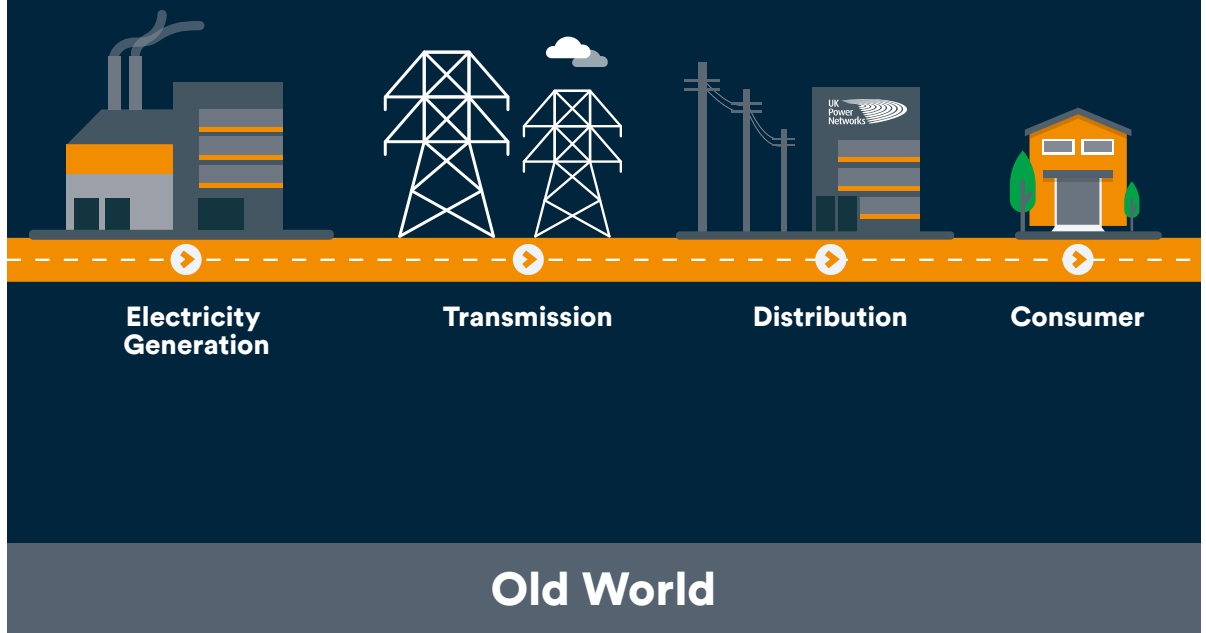 UK
Power
Networks
Electricity
Generation
Transmission
Distribution
Consumer
Old World